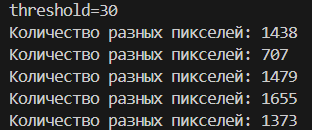 threshold=30
Количество разных пикселей: 1438
Количество разных пикселей: 707
Количество разных пикселей: 1479
Количество разных пикселей: 1655
Количество разных пикселей: 1373